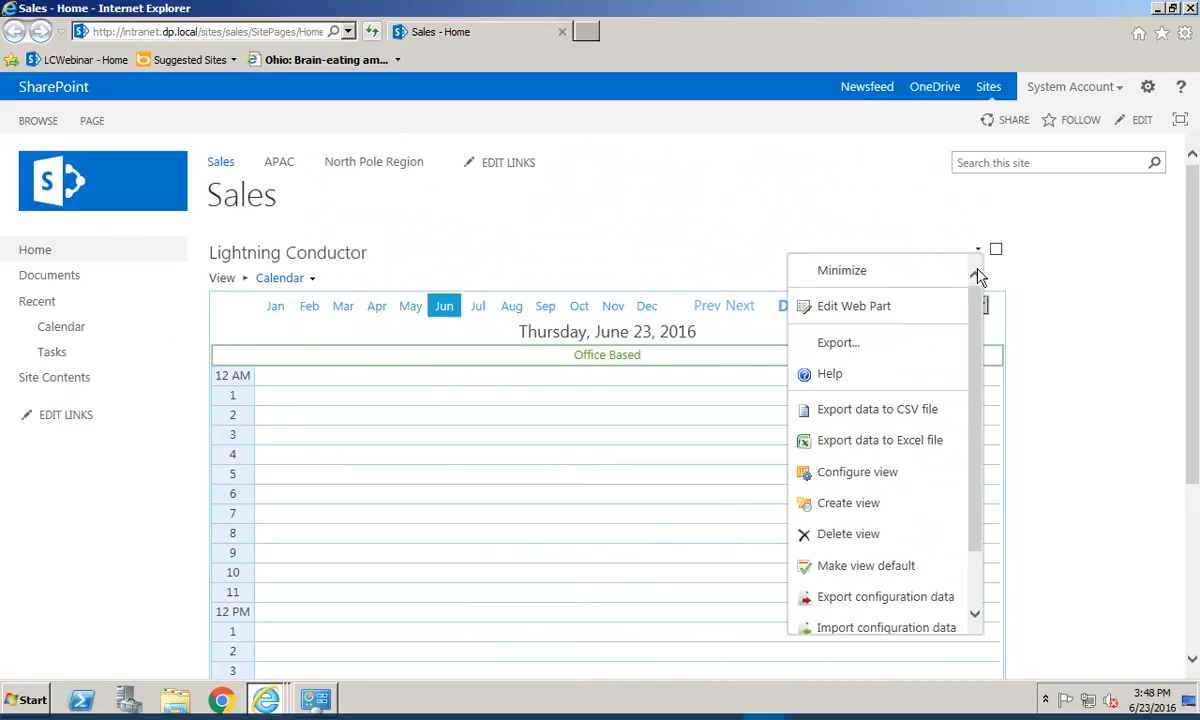 Sales - Home - Internet Explorer
http://intranet.dp.local/sites/sales/SitePages/Home
Sales - Home
LCWebinar - Home
Suggested Sites
Ohio: Brain-eating am...
SharePoint
Newsfeed
OneDrive
Sites
System Account
?
BROWSE
PAGE
SHARE
FOLLOW
EDIT
S
Sales
APAC
North Pole Region
EDIT LINKS
Search this site
Sales
Home
Documents
Recent
Calendar
Tasks
Site Contents
EDIT LINKS
Lightning Conductor
View
Calendar
Jan Feb Mar Apr May Jun Jul Aug Sep Oct Nov Dec Prev Next
Thursday, June 23, 2016
Office Based
12 AM
1
2
3
4
5
6
7
8
9
10
11
12 PM
1
2
3
Minimize
Edit Web Part
Export...
Help
Export data to CSV file
Export data to Excel file
Configure view
Create view
Delete view
Make view default
Export configuration data
Import configuration data
Start
3:48 PM
6/23/2016